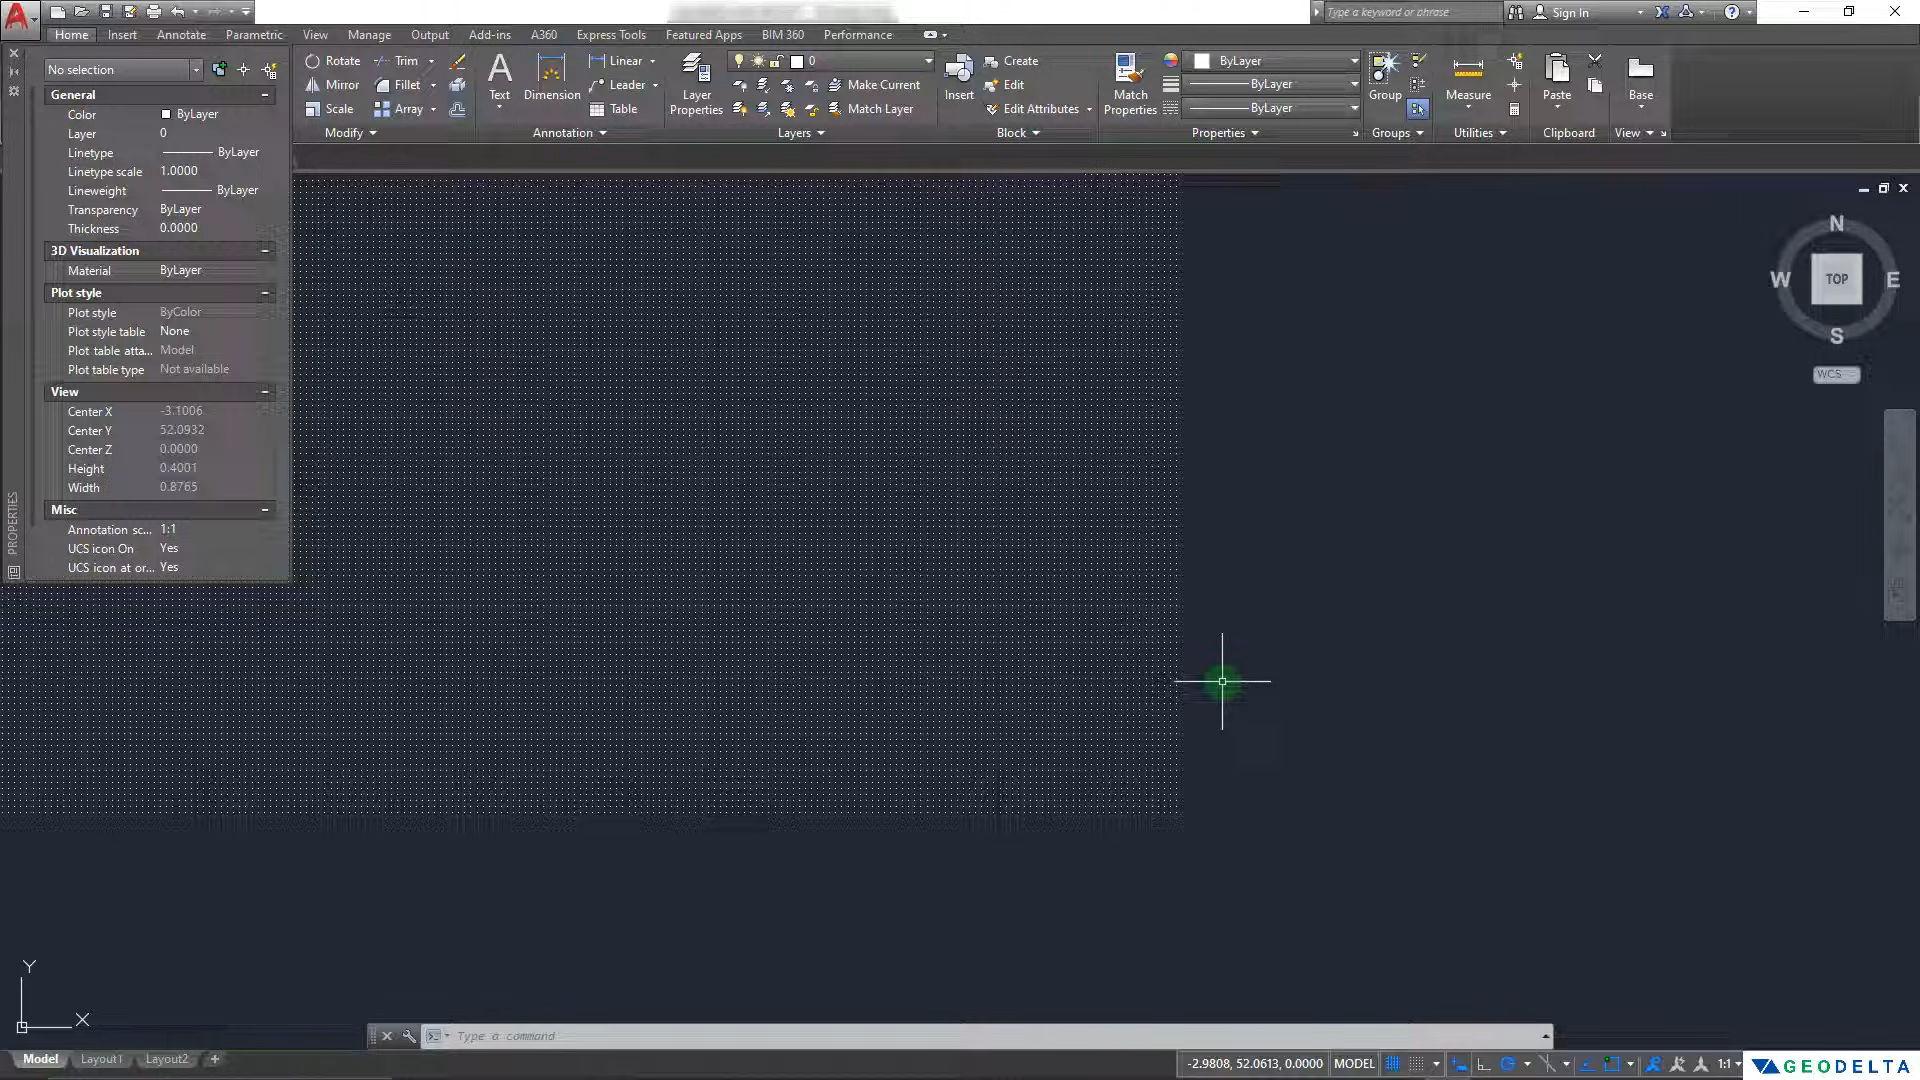 Type a keyword or phrase
Sign In
Home Insert Annotate Parametric View Manage Output Add-ins A360 Express Tools Featured Apps BIM 360 Performance
No selection
General
Color ByLayer
Layer 0
Linetype ByLayer
Linetype scale 1.0000
Lineweight ByLayer
Transparency ByLayer
Thickness 0.0000
3D Visualization
Material ByLayer
Plot style
Plot style ByColor
Plot style table None
Plot table atta... Model
Plot table type Not available
View
Center X -3.1006
Center Y 52.0932
Center Z 0.0000
Height 0.4001
Width 0.8765
Misc
Annotation sc... 1:1
UCS icon On Yes
UCS icon at or... Yes
PROPERTIES
Rotate Trim
Mirror Fillet
Scale Array
Modify
Text
Dimension
Linear
Leader
Table
Annotation
Layer
Properties
0
Make Current
Match Layer
Layers
Insert
Create
Edit
Edit Attributes
Block
Match
Properties
ByLayer
ByLayer
ByLayer
Properties
Group
Groups
Measure
Utilities
Paste
Clipboard
Base
View
N
W TOP E
S
WCS
Y
X
Type a command
Model Layout1 Layout2 +
-2.9808, 52.0613, 0.0000 MODEL
1:1
GEODELTA